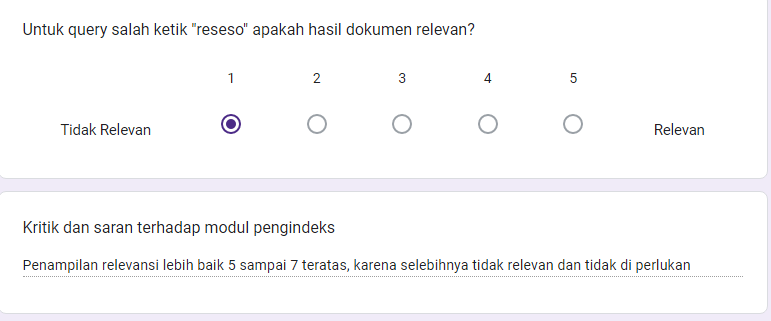 Untuk query salah ketik "reseso" apakah hasil dokumen relevan?
1 2 3 4 5
Tidak Relevan Relevan
Kritik dan saran terhadap modul pengindeks
Penampilan relevansi lebih baik 5 sampai 7 teratas, karena selebihnya tidak relevan dan tidak di perlukan